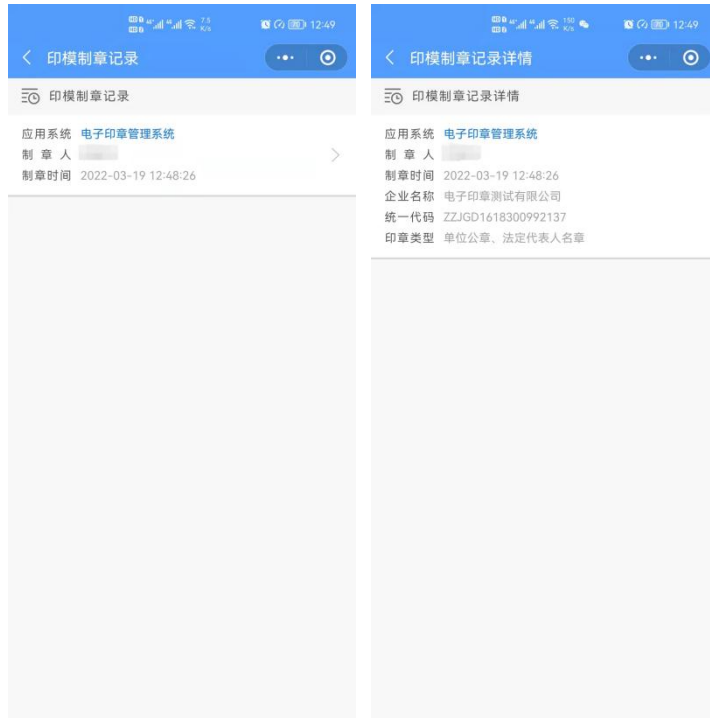 7.5
K/s
12:49
印模制章记录
印模制章记录
应用系统 电子印章管理系统
制章人
制章时间 2022-03-19 12:48:26
150
K/s
12:49
印模制章记录详情
印模制章记录详情
应用系统 电子印章管理系统
制章人
制章时间 2022-03-19 12:48:26
企业名称 电子印章测试有限公司
统一代码 ZZJGD1618300992137
印章类型 单位公章、法定代表人名章